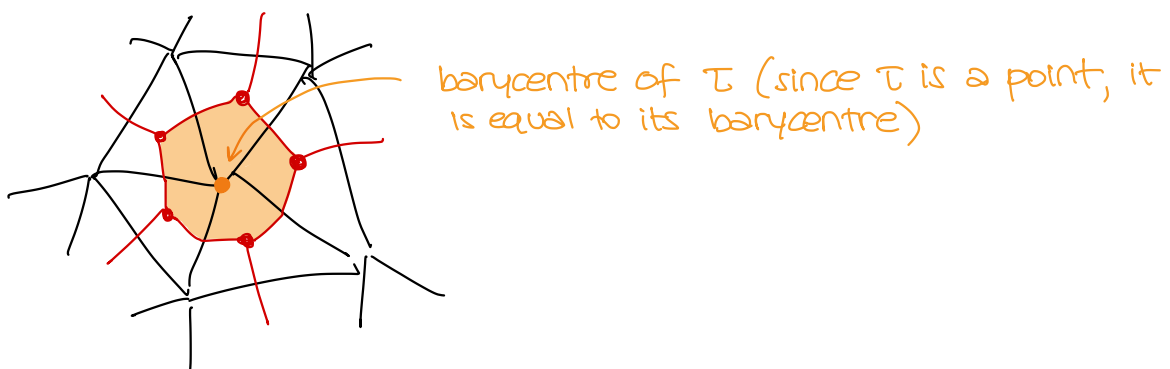 barycentre of τ (since τ is a point, it
is equal to its barycentre)